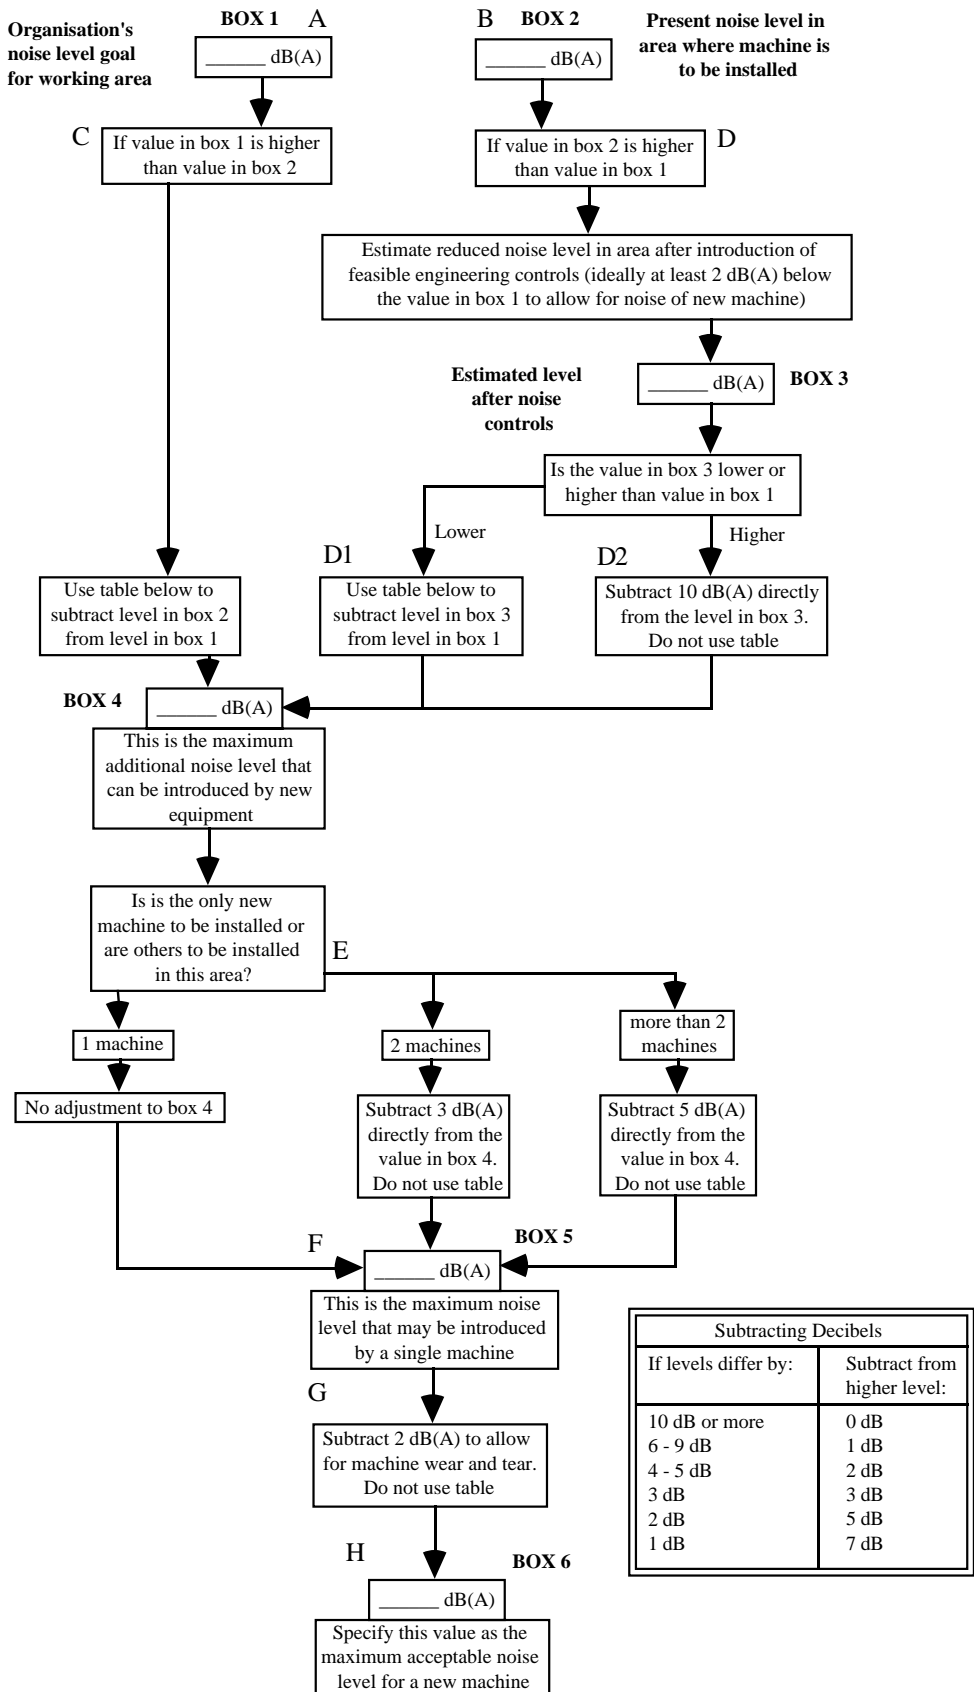 Organisation's
noise level goal
for working area
BOX 1
A
______ dB(A)
B
BOX 2
______ dB(A)
Present noise level in
area where machine is
to be installed
C
If value in box 1 is higher
than value in box 2
If value in box 2 is higher
than value in box 1
D
Estimate reduced noise level in area after introduction of
feasible engineering controls (ideally at least 2 dB(A) below
the value in box 1 to allow for noise of new machine)
Estimated level
after noise
controls
______ dB(A)
BOX 3
Is the value in box 3 lower or
higher than value in box 1
Lower
Higher
D1
D2
Use table below to
subtract level in box 2
from level in box 1
Use table below to
subtract level in box 3
from level in box 1
Subtract 10 dB(A) directly
from the level in box 3.
Do not use table
BOX 4
______ dB(A)
This is the maximum
additional noise level that
can be introduced by new
equipment
Is is the only new
machine to be installed or
are others to be installed
in this area?
E
1 machine
2 machines
more than 2
machines
No adjustment to box 4
Subtract 3 dB(A)
directly from the
value in box 4.
Do not use table
Subtract 5 dB(A)
directly from the
value in box 4.
Do not use table
F
BOX 5
______ dB(A)
This is the maximum noise
level that may be introduced
by a single machine
G
Subtract 2 dB(A) to allow
for machine wear and tear.
Do not use table
H
BOX 6
______ dB(A)
Specify this value as the
maximum acceptable noise
level for a new machine
Subtracting Decibels
If levels differ by:
Subtract from
higher level:
10 dB or more
0 dB
6 - 9 dB
1 dB
4 - 5 dB
2 dB
3 dB
3 dB
2 dB
5 dB
1 dB
7 dB